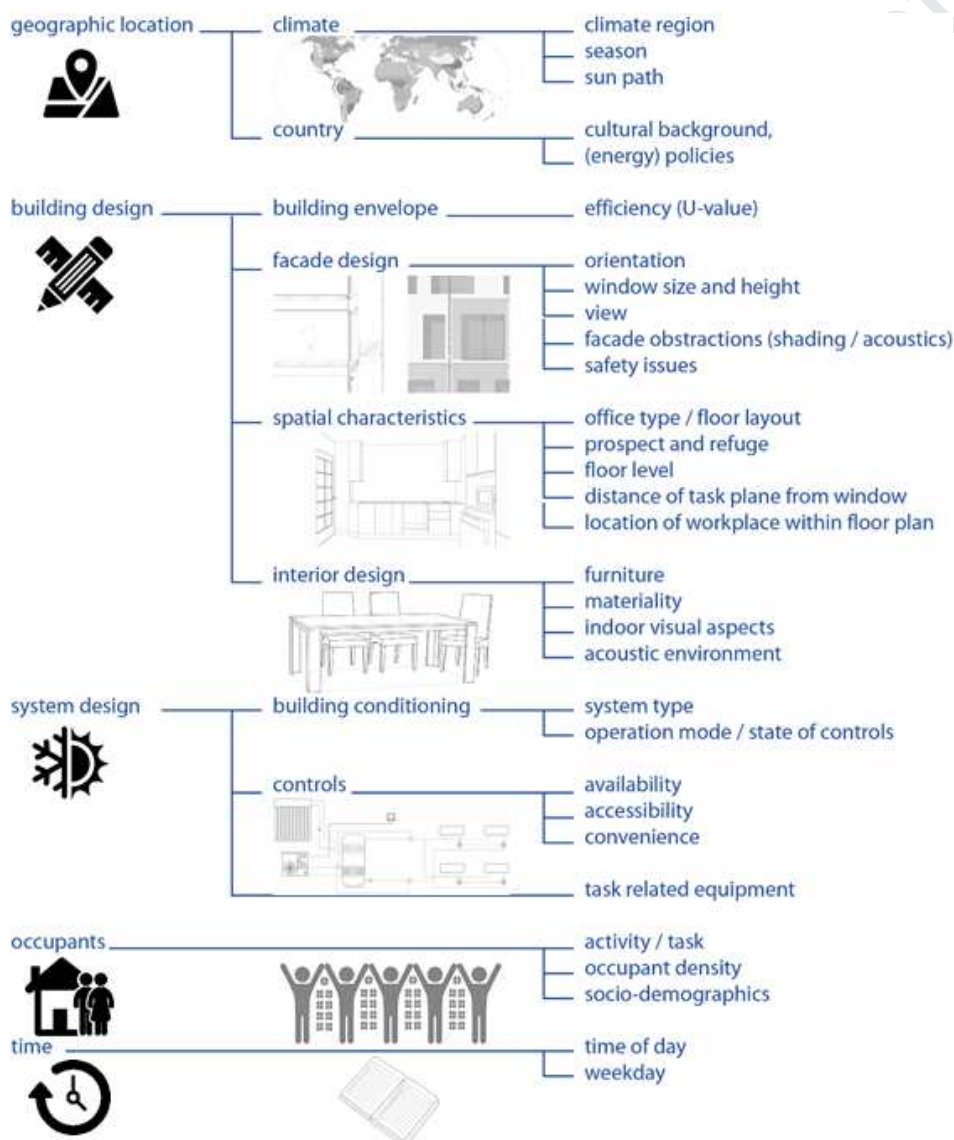 geographic location climate climate region
season
sun path
country cultural background,
(energy) policies
building design building envelope efficiency (U-value)
facade design orientation
window size and height
view
facade obstractions (shading / acoustics)
safety issues
spatial characteristics office type / floor layout
prospect and refuge
floor level
distance of task plane from window
location of workplace within floor plan
interior design furniture
materiality
indoor visual aspects
acoustic environment
system design building conditioning system type
operation mode / state of controls
controls availability
accessibility
convenience
task related equipment
occupants activity / task
occupant density
socio-demographics
time time of day
weekday